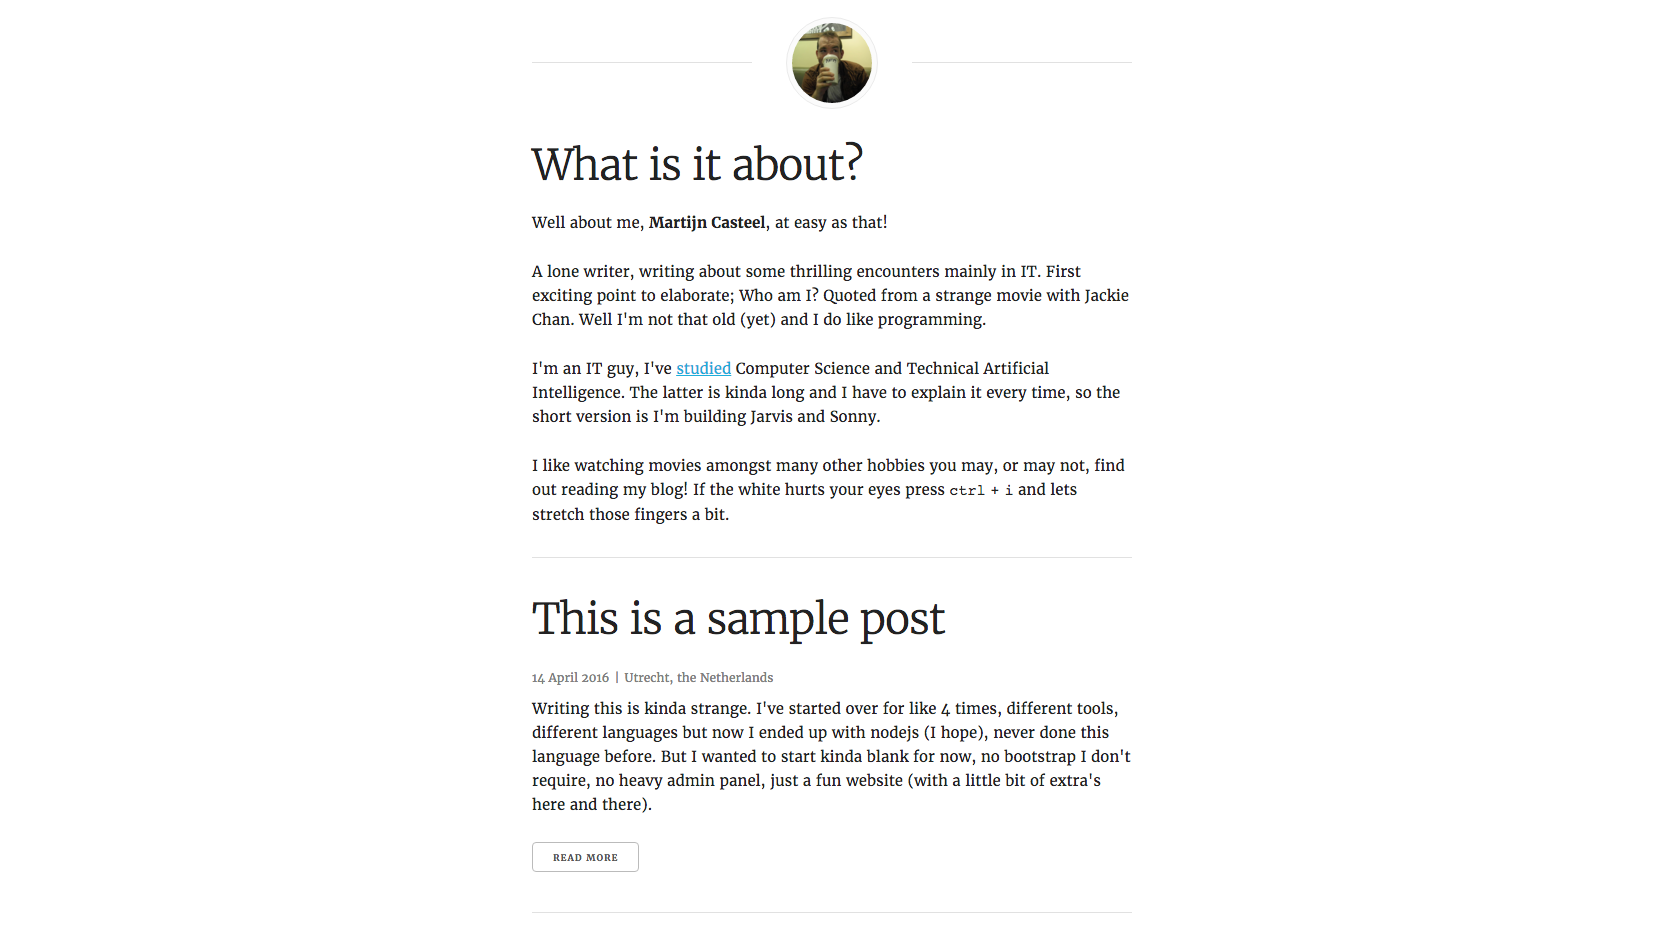 What is it about?
Well about me, Martijn Casteel, at easy as that!
A lone writer, writing about some thrilling encounters mainly in IT. First
exciting point to elaborate; Who am I? Quoted from a strange movie with Jackie
Chan. Well I'm not that old (yet) and I do like programming.
I'm an IT guy, I've studied Computer Science and Technical Artificial
Intelligence. The latter is kinda long and I have to explain it every time, so the
short version is I'm building Jarvis and Sonny.
I like watching movies amongst many other hobbies you may, or may not, find
out reading my blog! If the white hurts your eyes press ctrl + i and lets
stretch those fingers a bit.
This is a sample post
14 April 2016 | Utrecht, the Netherlands
Writing this is kinda strange. I've started over for like 4 times, different tools,
different languages but now I ended up with nodejs (I hope), never done this
language before. But I wanted to start kinda blank for now, no bootstrap I don't
require, no heavy admin panel, just a fun website (with a little bit of extra's
here and there).
READ MORE